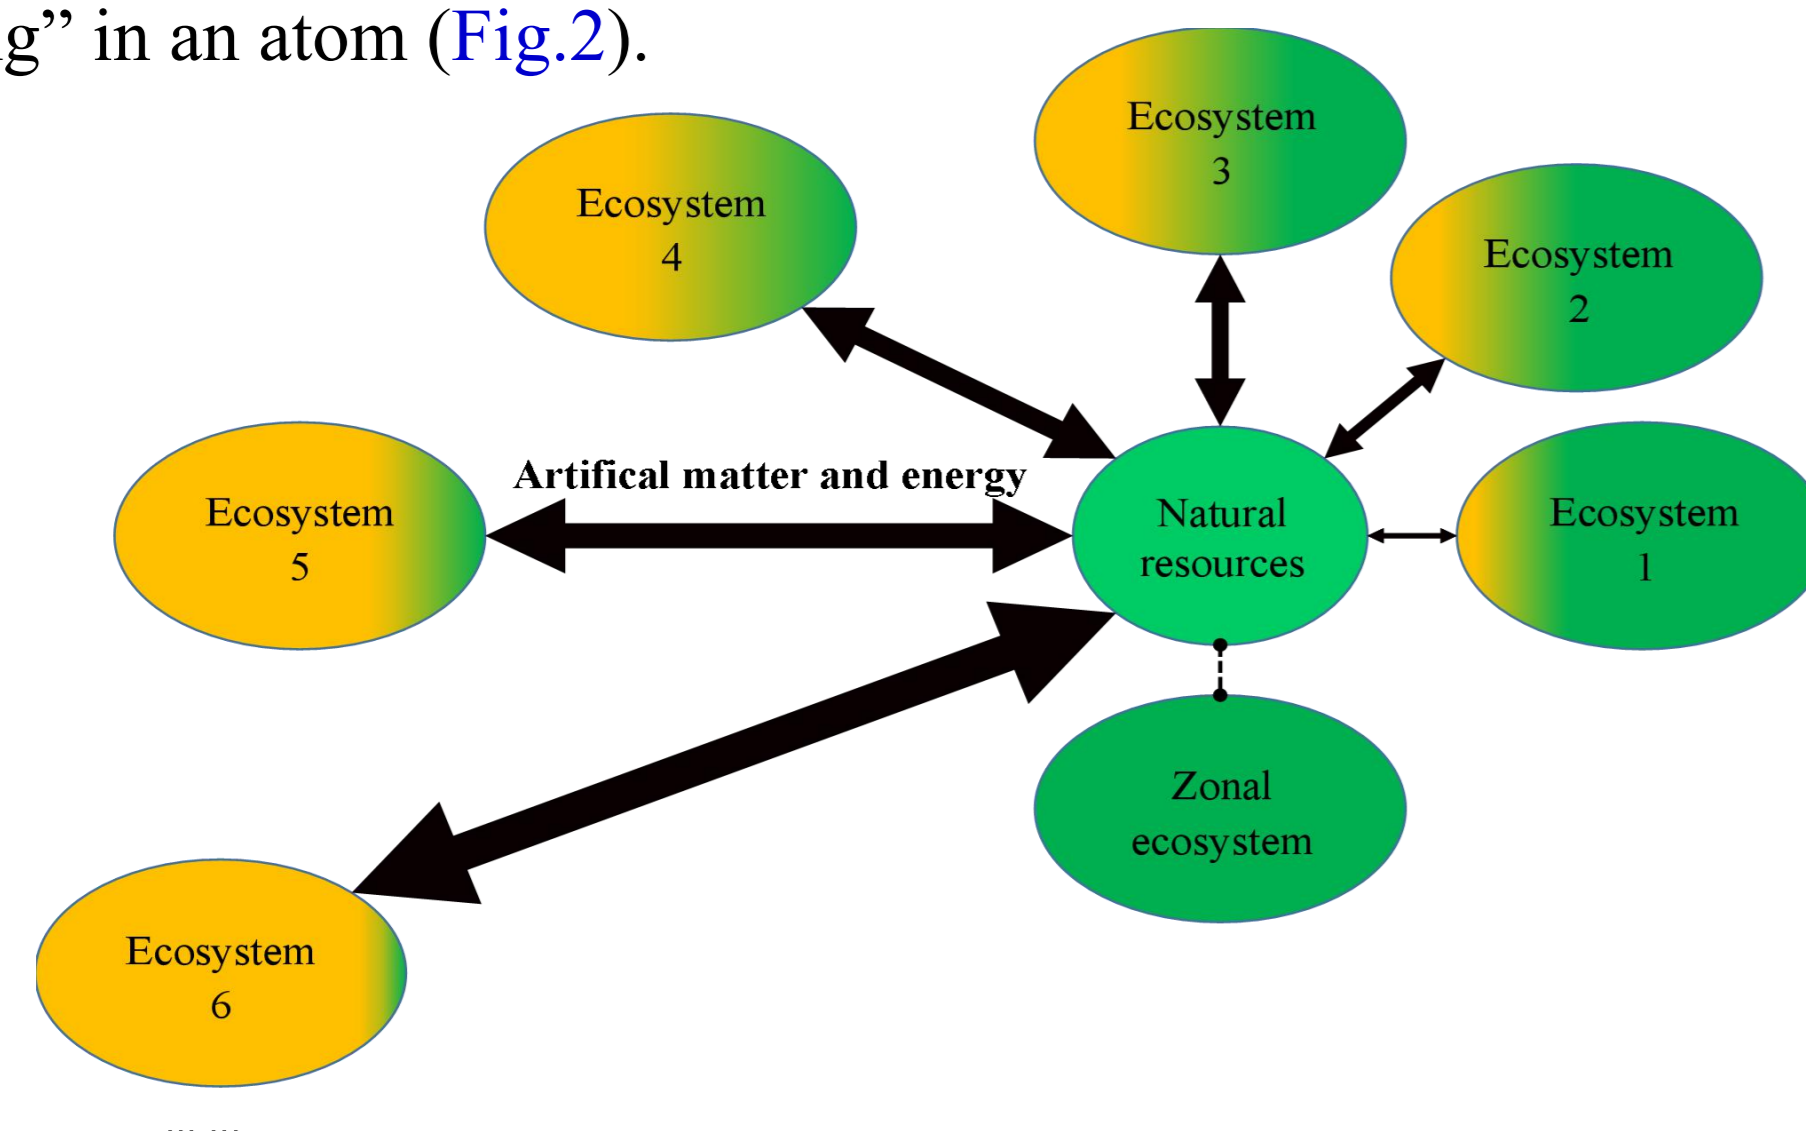 g” in an atom (Fig.2).
Ecosystem
3
Ecosystem
4
Ecosystem
2
Artifical matter and energy
Ecosystem
5
Natural
resources
Ecosystem
1
Zonal
ecosystem
Ecosystem
6
... ...